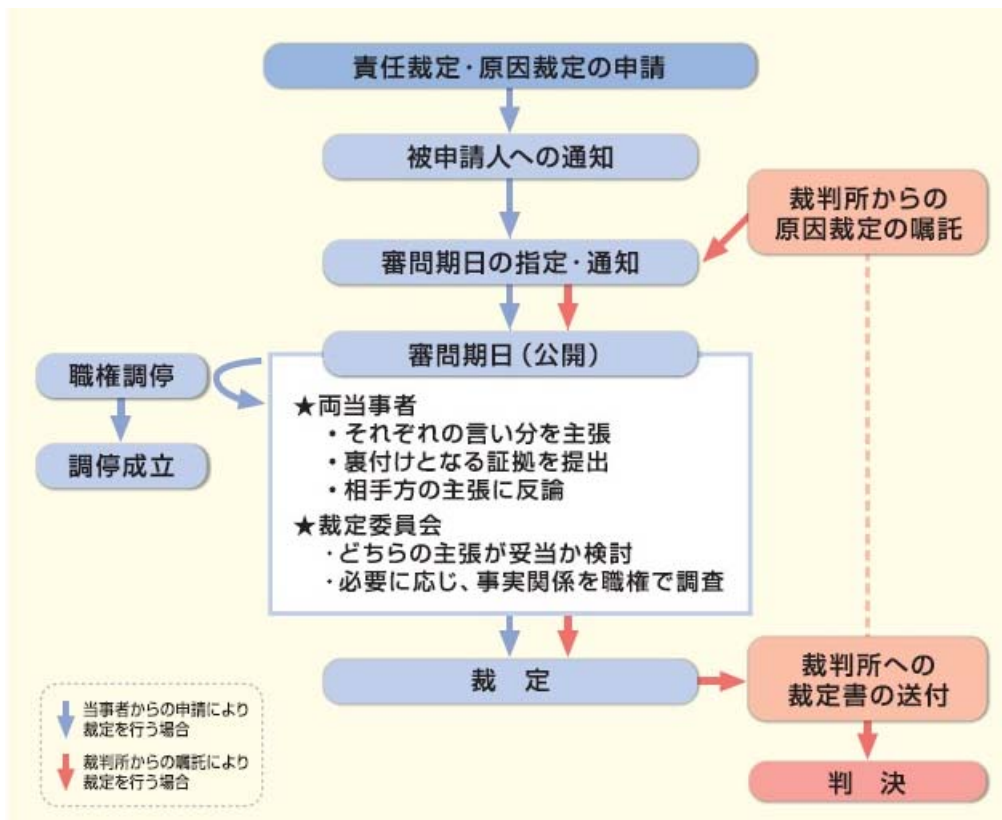 責任裁定・原因裁定の申請
被申請人への通知
裁判所からの
原因裁定の嘱託
審問期日の指定・通知
審問期日（公開）
職権調停
調停成立
★両当事者
・それぞれの言い分を主張
・裏付けとなる証拠を提出
・相手方の主張に反論
★裁定委員会
・どちらの主張が妥当か検討
・必要に応じ、事実関係を職権で調査
裁　定
裁判所への
裁定書の送付
判　決
当事者からの申請により
裁定を行う場合
裁判所からの嘱託により
裁定を行う場合